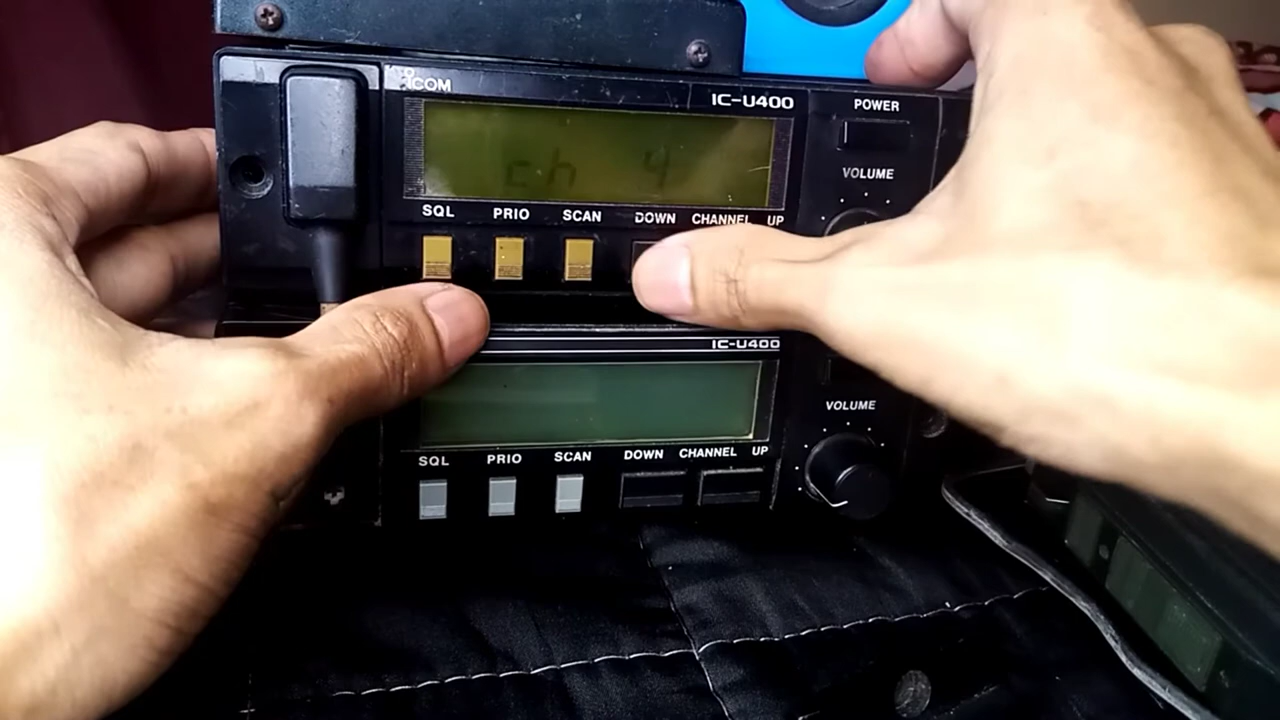 ICOM
IC-U400
POWER
ch 4
VOLUME
SQL PRIO SCAN DOWN CHANNEL UP
IC-U400
VOLUME
SQL PRIO SCAN DOWN CHANNEL UP